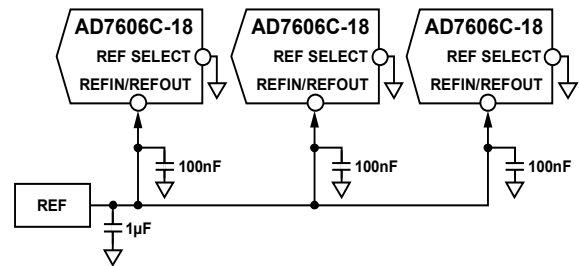 AD7606C-18 AD7606C-18 AD7606C-18
REF SELECT REF SELECT REF SELECT
REFIN/REFOUT REFIN/REFOUT REFIN/REFOUT
100nF 100nF 100nF
REF
1µF